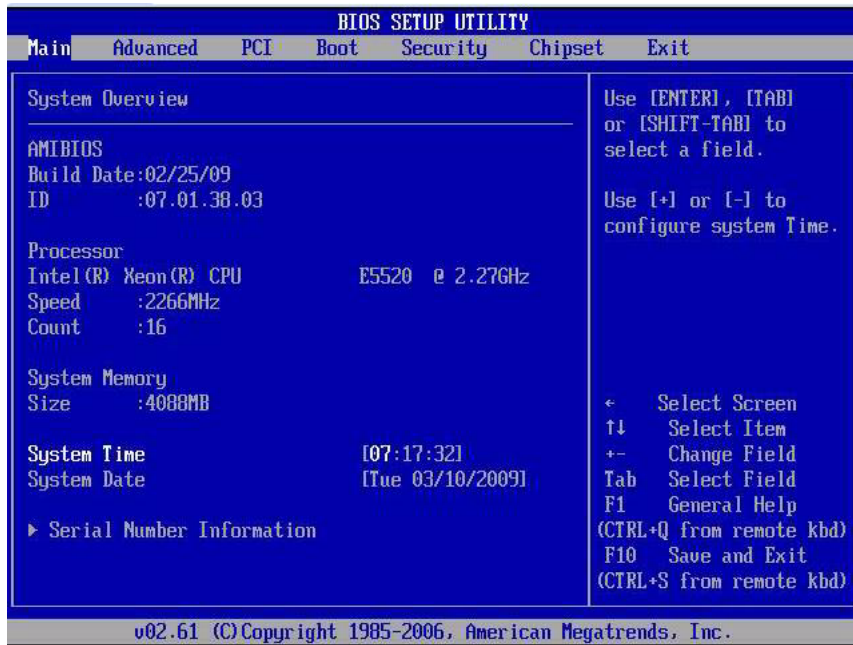 BIOS SETUP UTILITY
Main Advanced PCI Boot Security Chipset Exit
System Overview
AMIBIOS
Build Date:02/25/09
ID :07.01.38.03
Processor
Intel(R) Xeon(R) CPU E5520 @ 2.27GHz
Speed :2266MHz
Count :16
System Memory
Size :4088MB
System Time [07:17:32]
System Date [Tue 03/10/2009]
▶ Serial Number Information
Use [ENTER], [TAB]
or [SHIFT-TAB] to
select a field.
Use [+] or [-] to
configure system Time.
← Select Screen
↑↓ Select Item
+- Change Field
Tab Select Field
F1 General Help
(CTRL+Q from remote kbd)
F10 Save and Exit
(CTRL+S from remote kbd)
v02.61 (C)Copyright 1985-2006, American Megatrends, Inc.